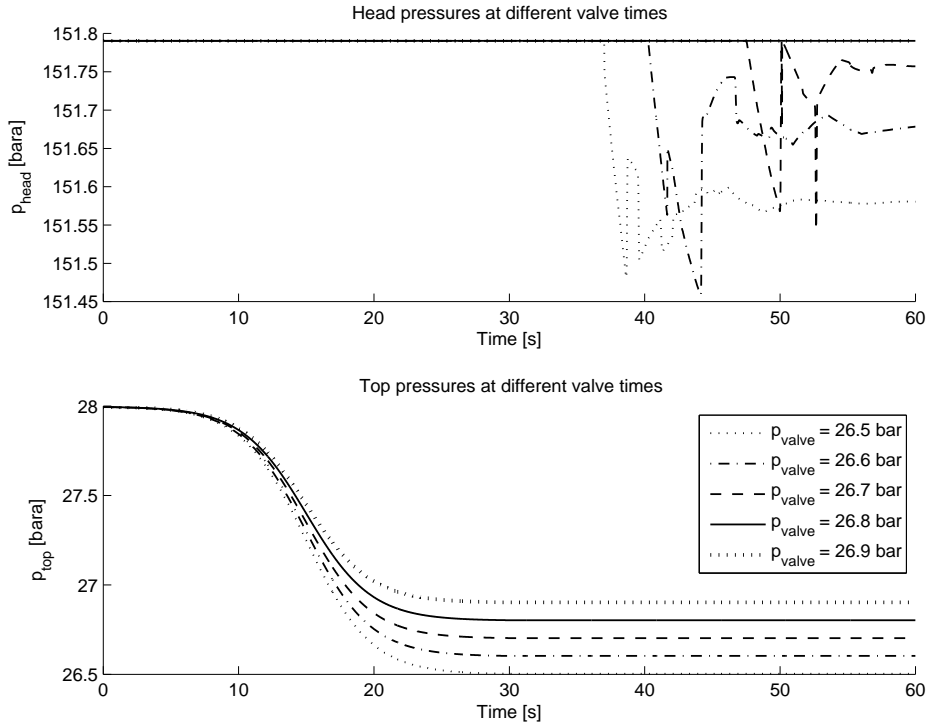 Head pressures at different valve times
151.8
151.75
151.7
151.65
151.6
151.55
151.5
151.45
p_head [bara]
0 10 20 30 40 50 60
Time [s]
Top pressures at different valve times
28
27.5
27
26.5
p_top [bara]
p_valve = 26.5 bar
p_valve = 26.6 bar
p_valve = 26.7 bar
p_valve = 26.8 bar
p_valve = 26.9 bar
0 10 20 30 40 50 60
Time [s]